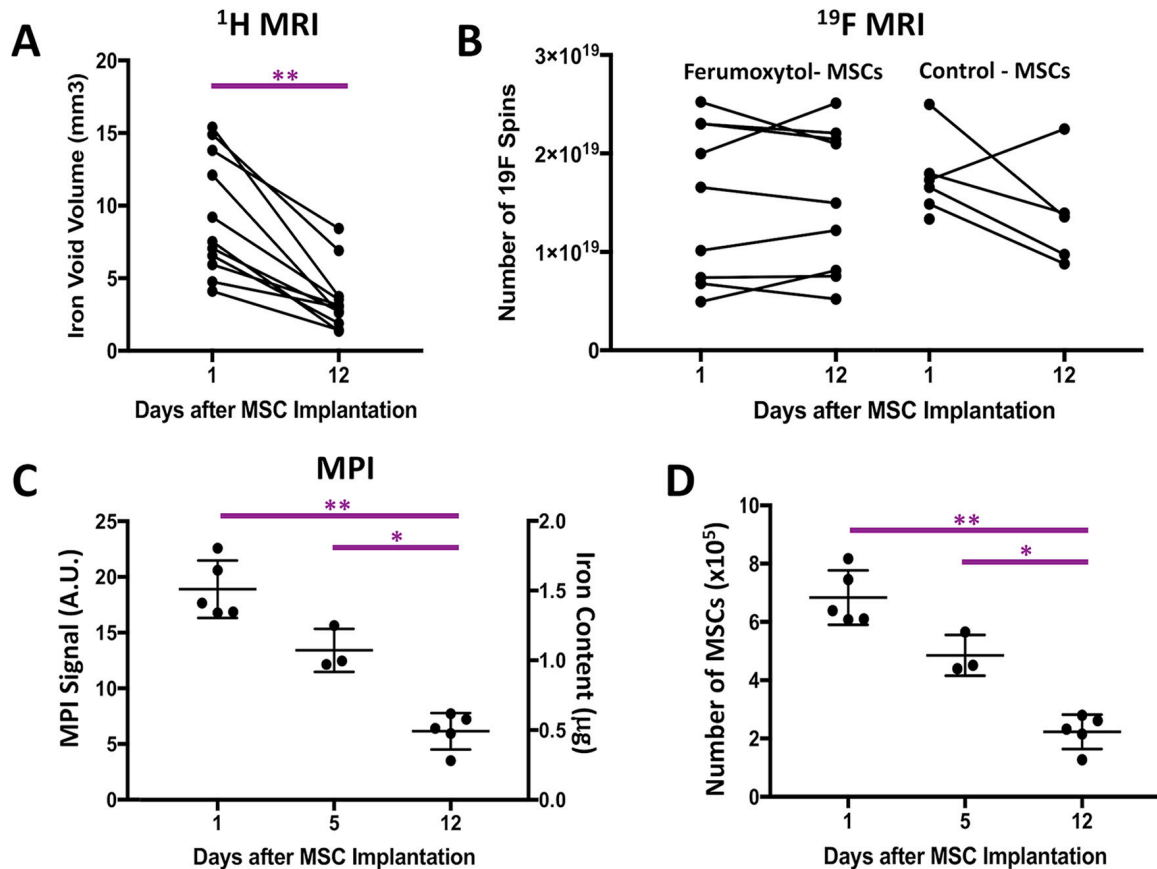 A
¹H MRI
Iron Void Volume (mm3)
20
15
10
5
0
**
1 12
Days after MSC Implantation
B
¹⁹F MRI
Number of 19F Spins
3×10¹⁹
2×10¹⁹
1×10¹⁹
0
Ferumoxytol- MSCs
Control - MSCs
1 12 1 12
Days after MSC Implantation
C
MPI
MPI Signal (A.U.)
25
20
15
10
5
0
**
*
2.0
1.5
1.0
0.5
0.0
Iron Content (μg)
1 5 12
Days after MSC Implantation
D
Number of MSCs (x10⁵)
10
8
6
4
2
0
**
*
1 5 12
Days after MSC Implantation